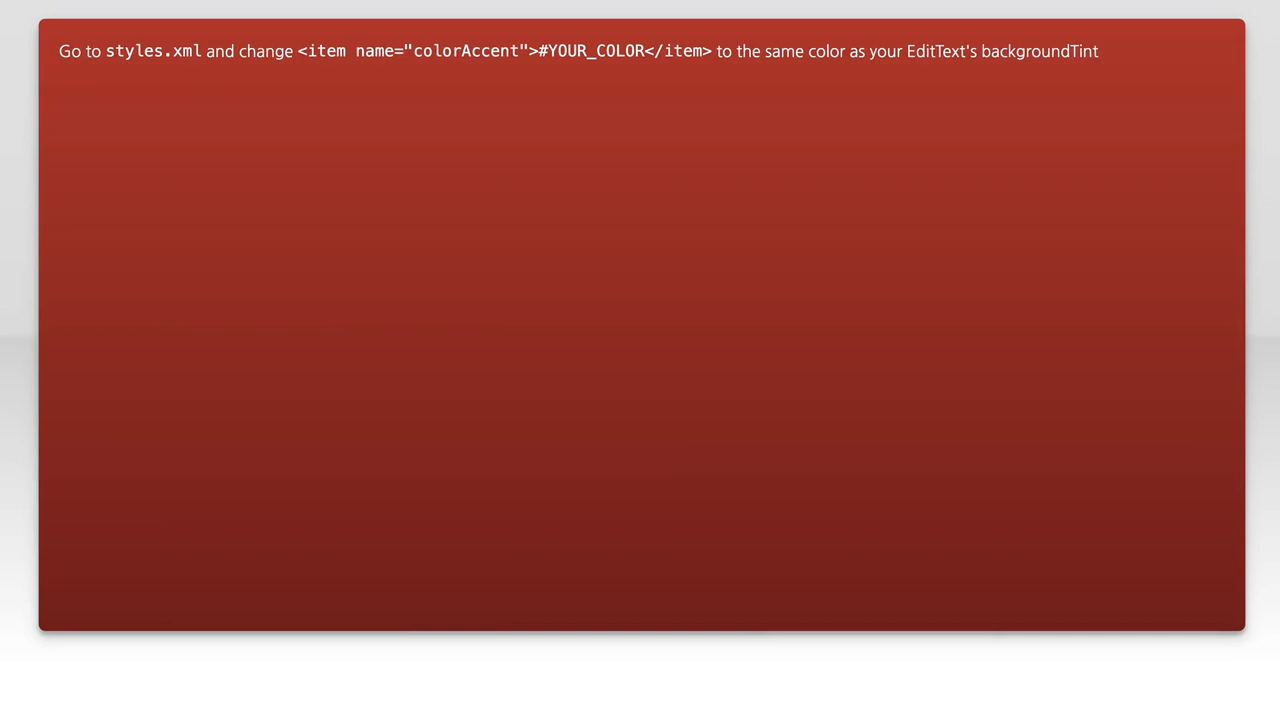 Go to styles.xml and change <item name="colorAccent">#YOUR_COLOR</item> to the same color as your EditText's backgroundTint